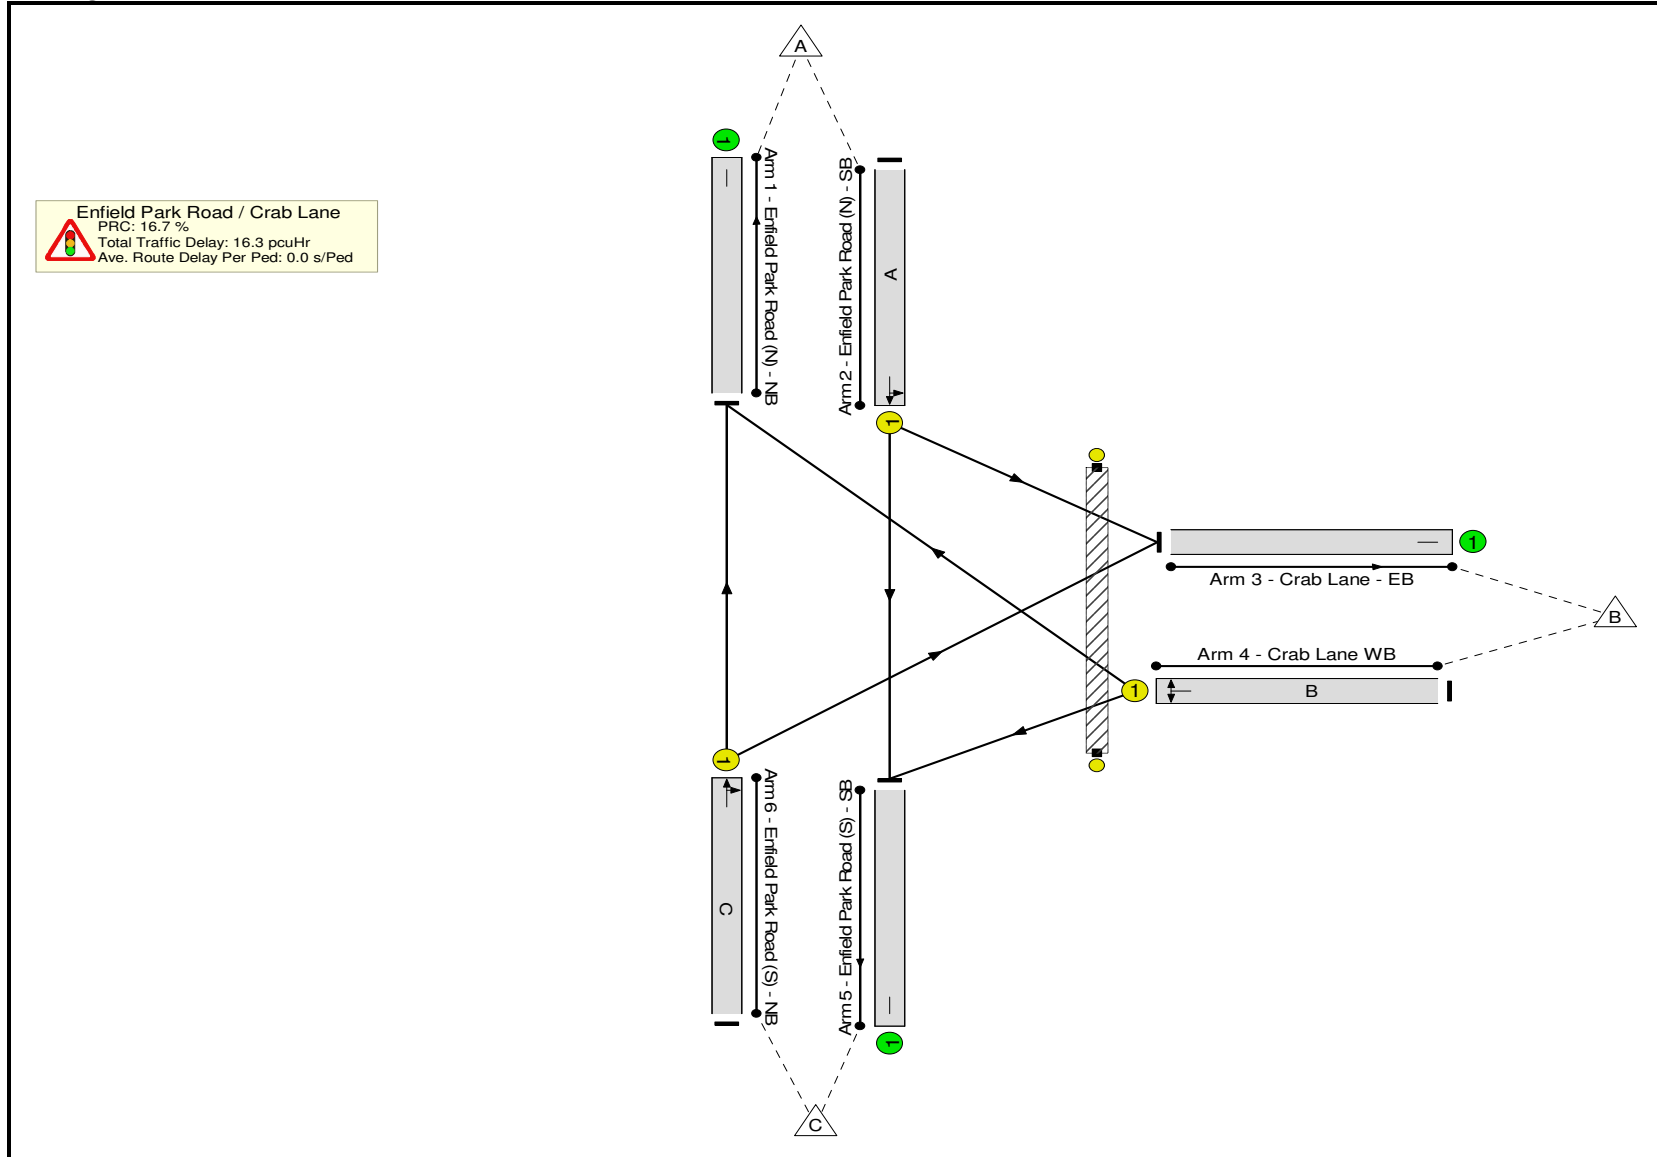 A
1
Arm 1 - Enfield Park Road (N) - NB
Arm 2 - Enfield Park Road (N) - SB
A
1
Enfield Park Road / Crab Lane
PRC: 16.7 %
Total Traffic Delay: 16.3 pcuHr
Ave. Route Delay Per Ped: 0.0 s/Ped
1
Arm 3 - Crab Lane - EB
B
Arm 4 - Crab Lane WB
1
B
1
Arm 6 - Enfield Park Road (S) - NB
C
Arm 5 - Enfield Park Road (S) - SB
1
C